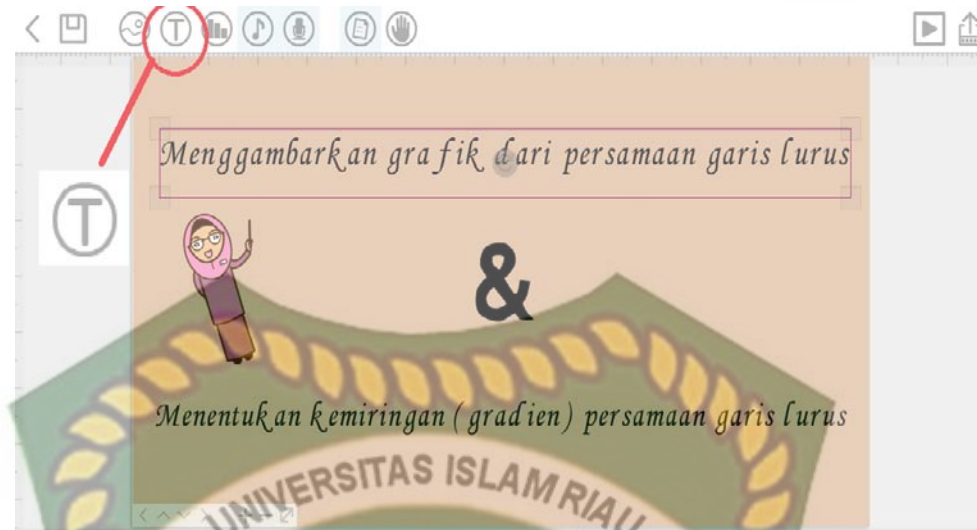 T
T
Menggambarkan grafik dari persamaan garis lurus
&
Menentukan kemiringan (gradien) persamaan garis lurus
UNIVERSITAS ISLAM RIAU